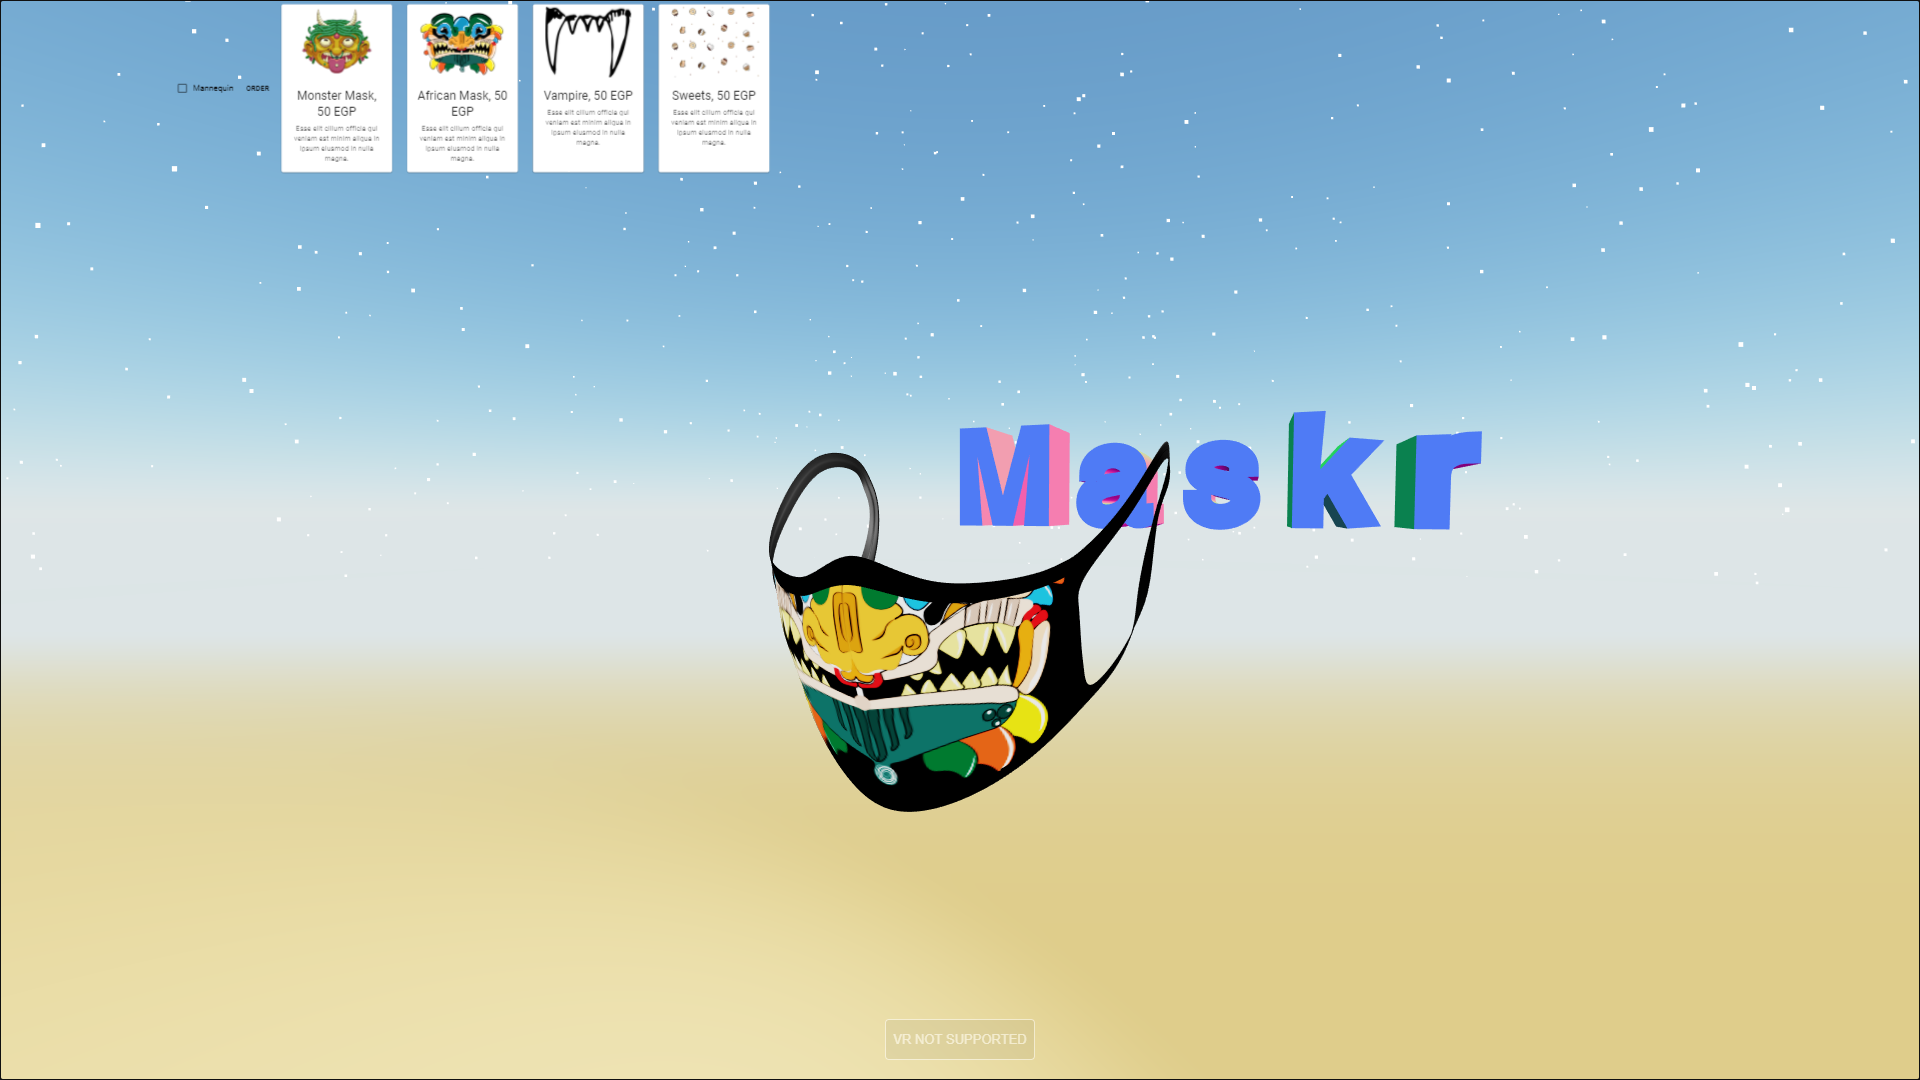 Mannequin ORDER
Monster Mask,
50 EGP
Esse elit cillum officia qui
veniam est minim aliqua in
ipsum eiusmod in nulla
magna.
African Mask, 50
EGP
Esse elit cillum officia qui
veniam est minim aliqua in
ipsum eiusmod in nulla
magna.
Vampire, 50 EGP
Esse elit cillum officia qui
veniam est minim aliqua in
ipsum eiusmod in nulla
magna.
Sweets, 50 EGP
Esse elit cillum officia qui
veniam est minim aliqua in
ipsum eiusmod in nulla
magna.
Maskr
VR NOT SUPPORTED